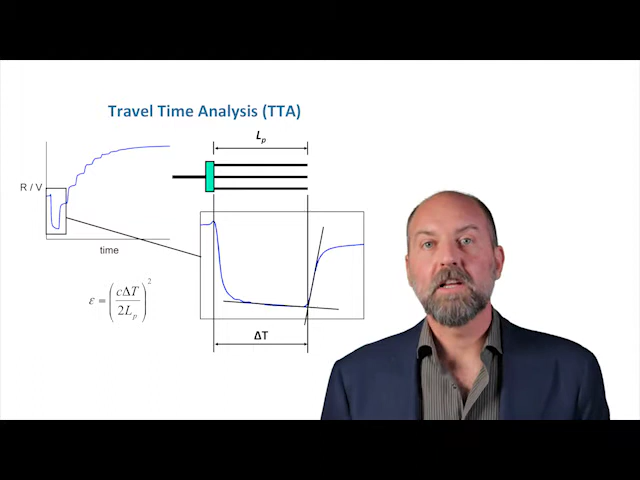 Travel Time Analysis (TTA)
Lp
R / V
time
ε = (cΔT / 2Lp)²
ΔT